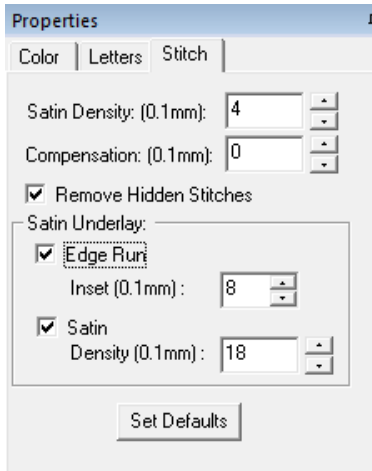 Properties
Color Letters Stitch
Satin Density: (0.1mm): 4
Compensation: (0.1mm): 0
Remove Hidden Stitches
Satin Underlay:
Edge Run
Inset (0.1mm) : 8
Satin
Density (0.1mm) : 18
Set Defaults